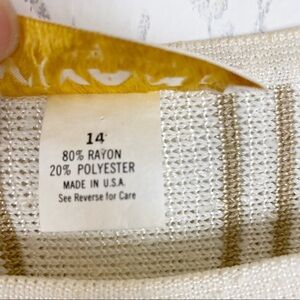 14
80% RAYON
20% POLYESTER
MADE IN U.S.A.
See Reverse for Care